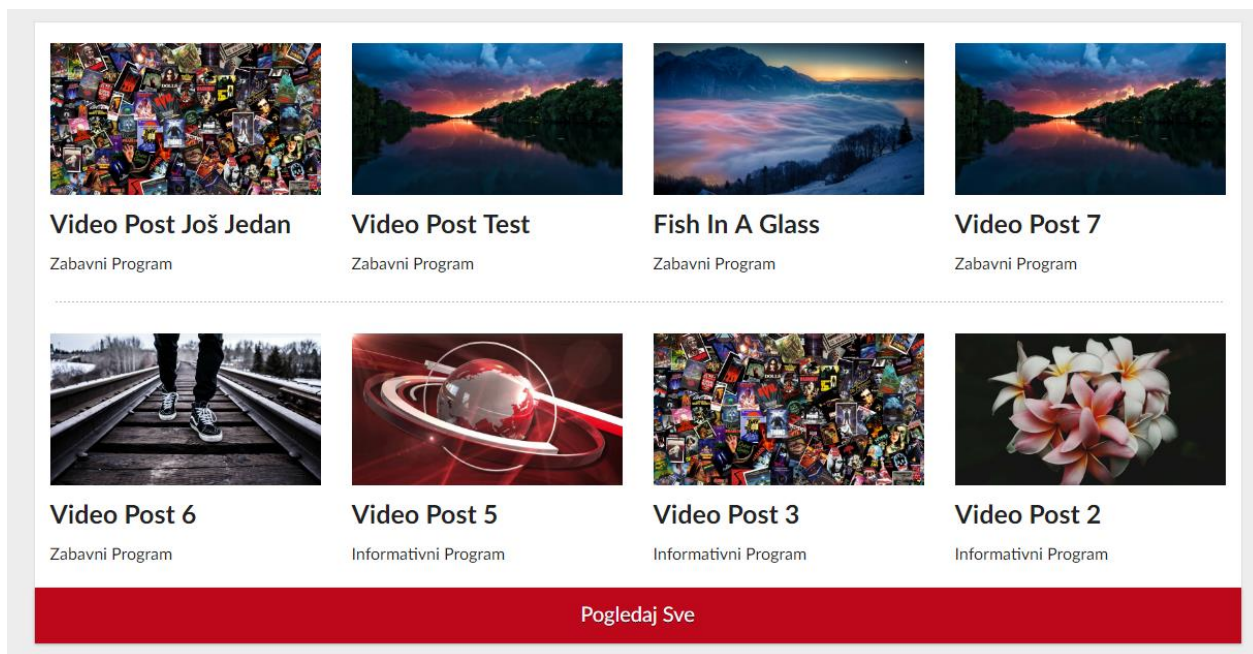 Video Post Još Jedan
Video Post Test
Fish In A Glass
Video Post 7
Zabavni Program
Zabavni Program
Zabavni Program
Zabavni Program
Video Post 6
Video Post 5
Video Post 3
Video Post 2
Zabavni Program
Informativni Program
Informativni Program
Informativni Program
Pogledaj Sve